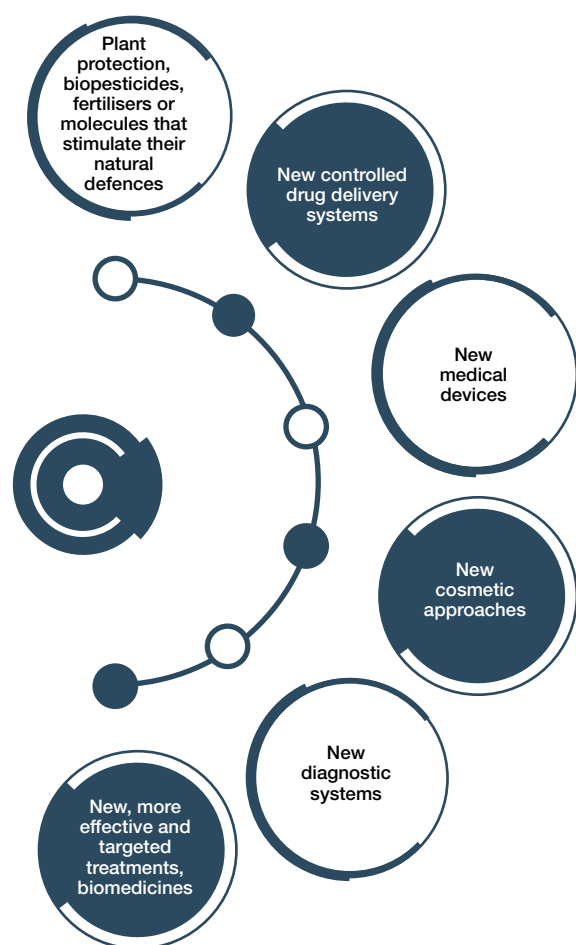 Plant
protection,
biopesticides,
fertilisers or
molecules that
stimulate their
natural
defences
New controlled
drug delivery
systems
New
medical
devices
New
cosmetic
approaches
New
diagnostic
systems
New, more
effective and
targeted
treatments,
biomedicines